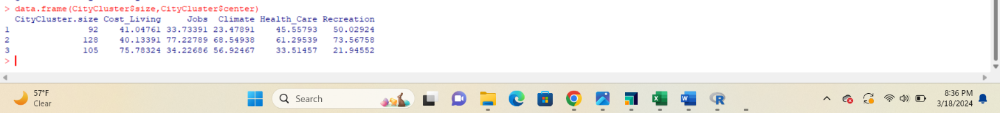 > data.frame(CityCluster$size,CityCluster$center)
CityCluster.size Cost_Living Jobs Climate Health_Care Recreation
1 92 41.04761 33.73391 23.47891 45.55793 50.02924
2 128 40.13391 77.22789 68.54938 61.29539 73.56758
3 105 75.78324 34.22686 56.92467 33.51457 21.94552
>
57°F
Clear
Search
8:36 PM
3/18/2024